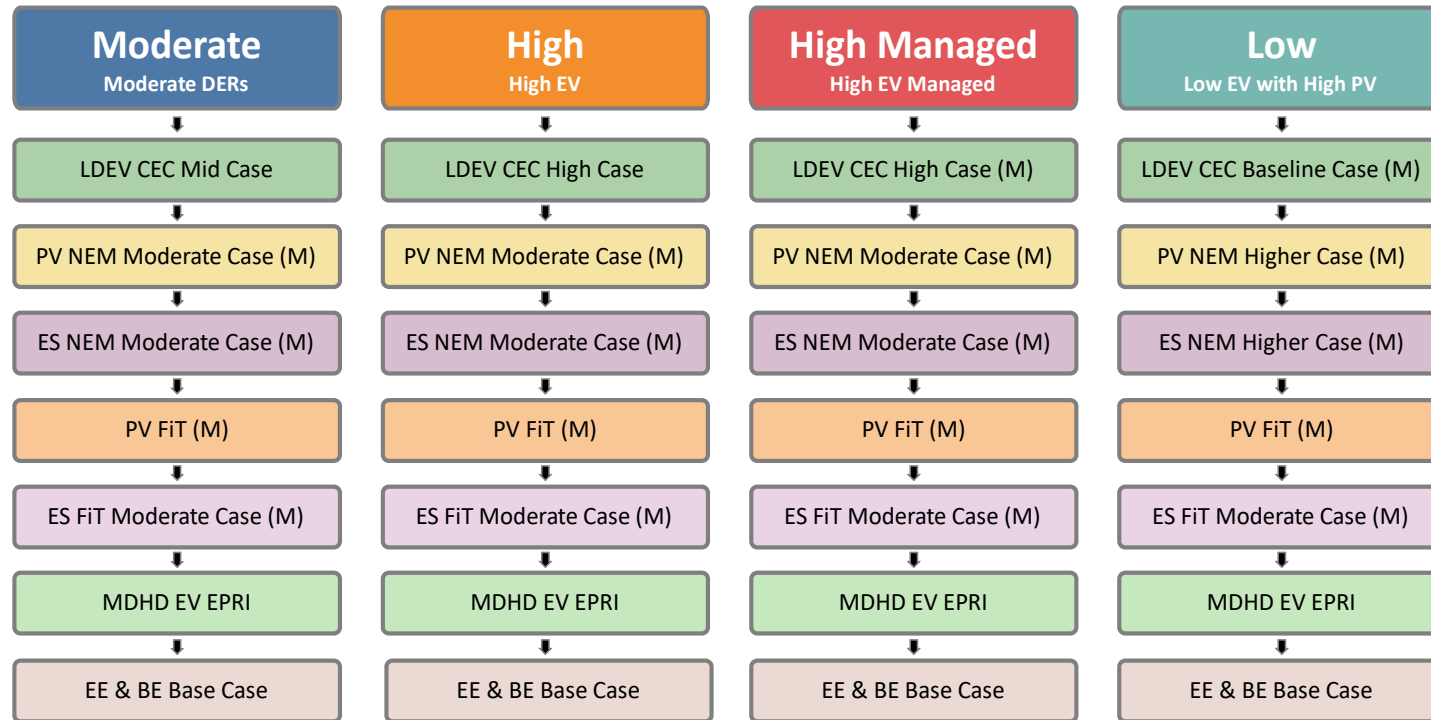 Moderate
Moderate DERs
LDEV CEC Mid Case
PV NEM Moderate Case (M)
ES NEM Moderate Case (M)
PV FiT (M)
ES FiT Moderate Case (M)
MDHD EV EPRI
EE & BE Base Case
High
High EV
LDEV CEC High Case
PV NEM Moderate Case (M)
ES NEM Moderate Case (M)
PV FiT (M)
ES FiT Moderate Case (M)
MDHD EV EPRI
EE & BE Base Case
High Managed
High EV Managed
LDEV CEC High Case (M)
PV NEM Moderate Case (M)
ES NEM Moderate Case (M)
PV FiT (M)
ES FiT Moderate Case (M)
MDHD EV EPRI
EE & BE Base Case
Low
Low EV with High PV
LDEV CEC Baseline Case (M)
PV NEM Higher Case (M)
ES NEM Higher Case (M)
PV FiT (M)
ES FiT Moderate Case (M)
MDHD EV EPRI
EE & BE Base Case